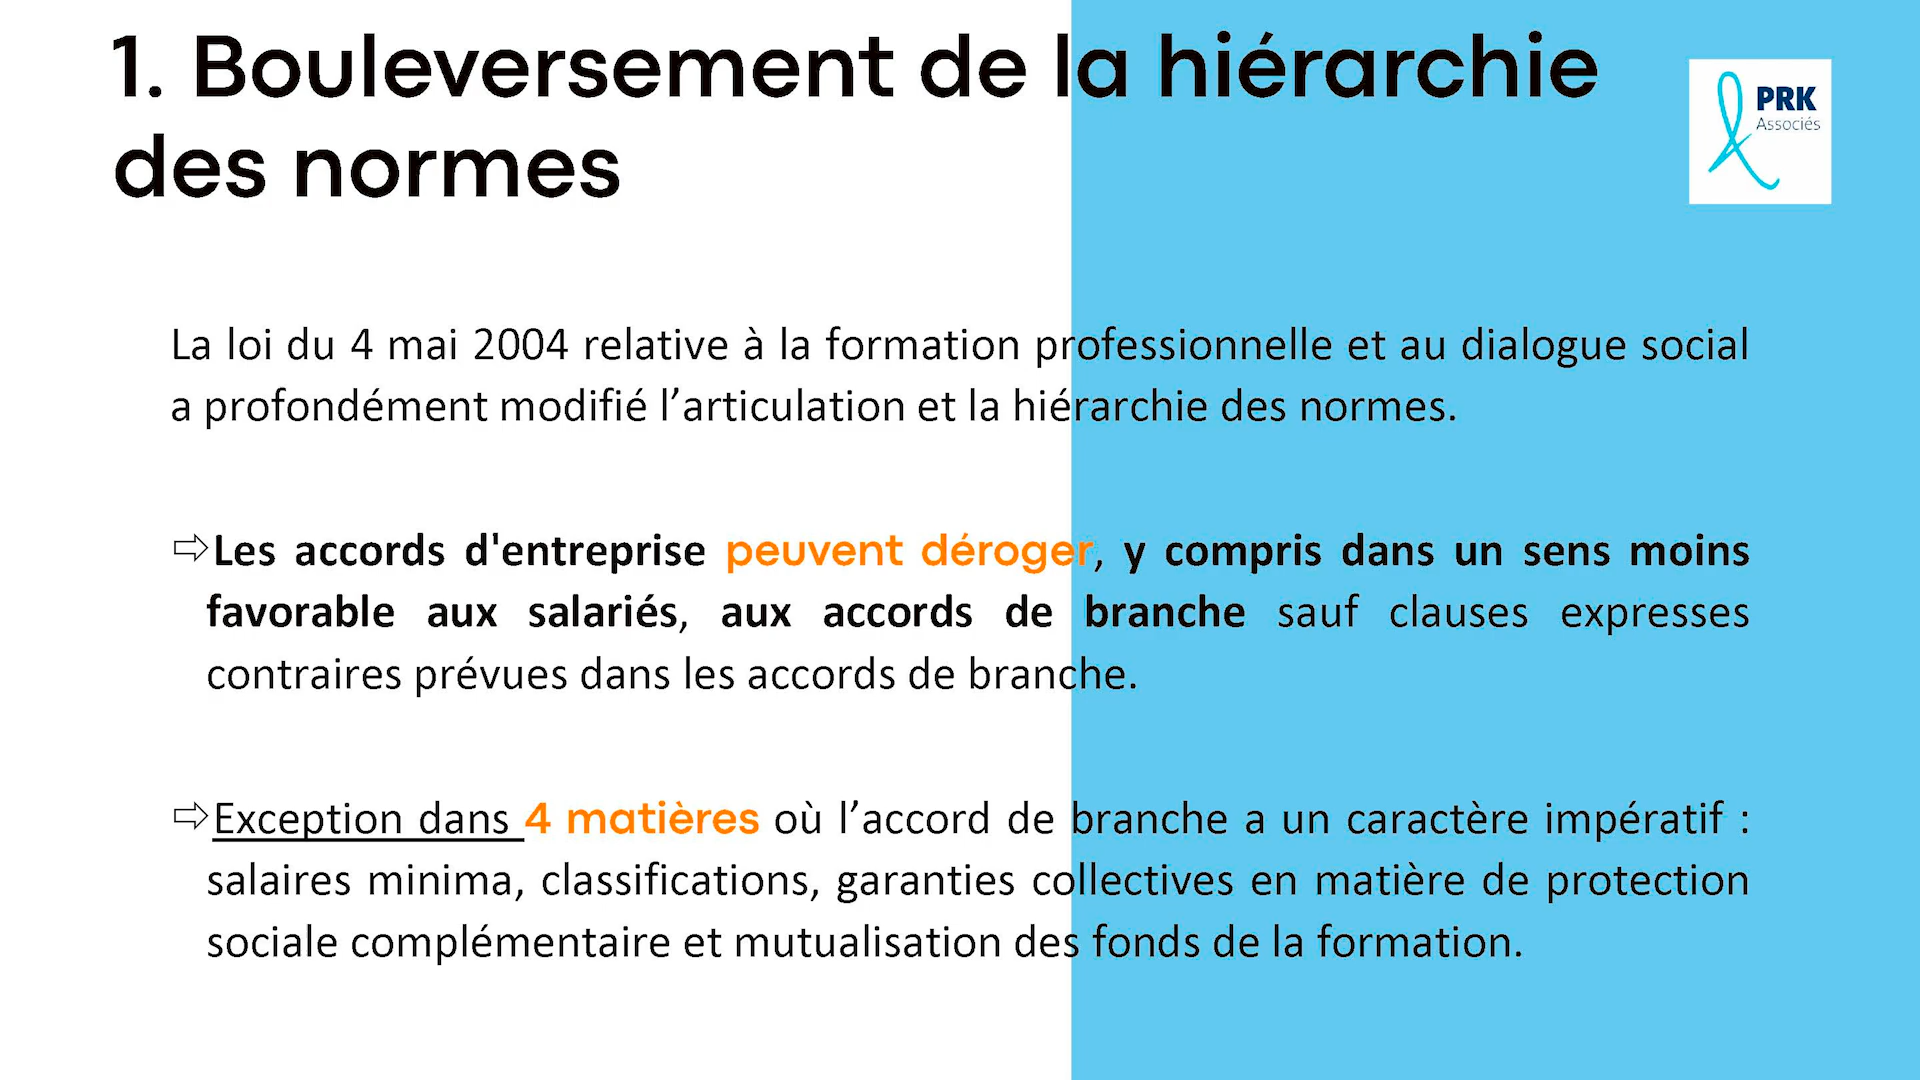 1. Bouleversement de la hiérarchie
des normes
PRK
Associés
La loi du 4 mai 2004 relative à la formation professionnelle et au dialogue social
a profondément modifié l’articulation et la hiérarchie des normes.
⇨Les accords d'entreprise peuvent déroger, y compris dans un sens moins
favorable aux salariés, aux accords de branche sauf clauses expresses
contraires prévues dans les accords de branche.
⇨Exception dans 4 matières où l’accord de branche a un caractère impératif :
salaires minima, classifications, garanties collectives en matière de protection
sociale complémentaire et mutualisation des fonds de la formation.